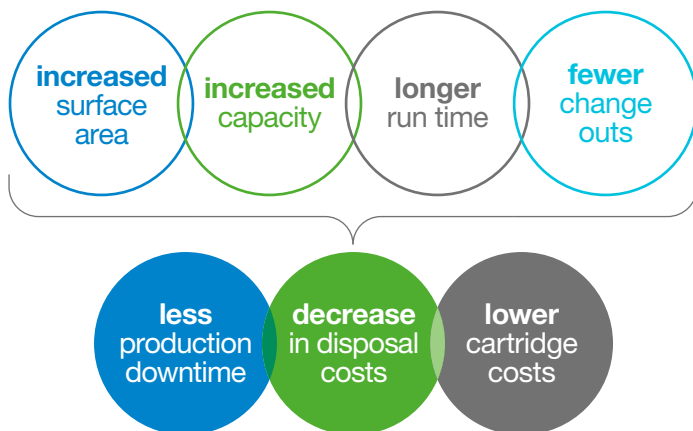 increased
surface
area
increased
capacity
longer
run time
fewer
change
outs
less
production
downtime
decrease
in disposal
costs
lower
cartridge
costs